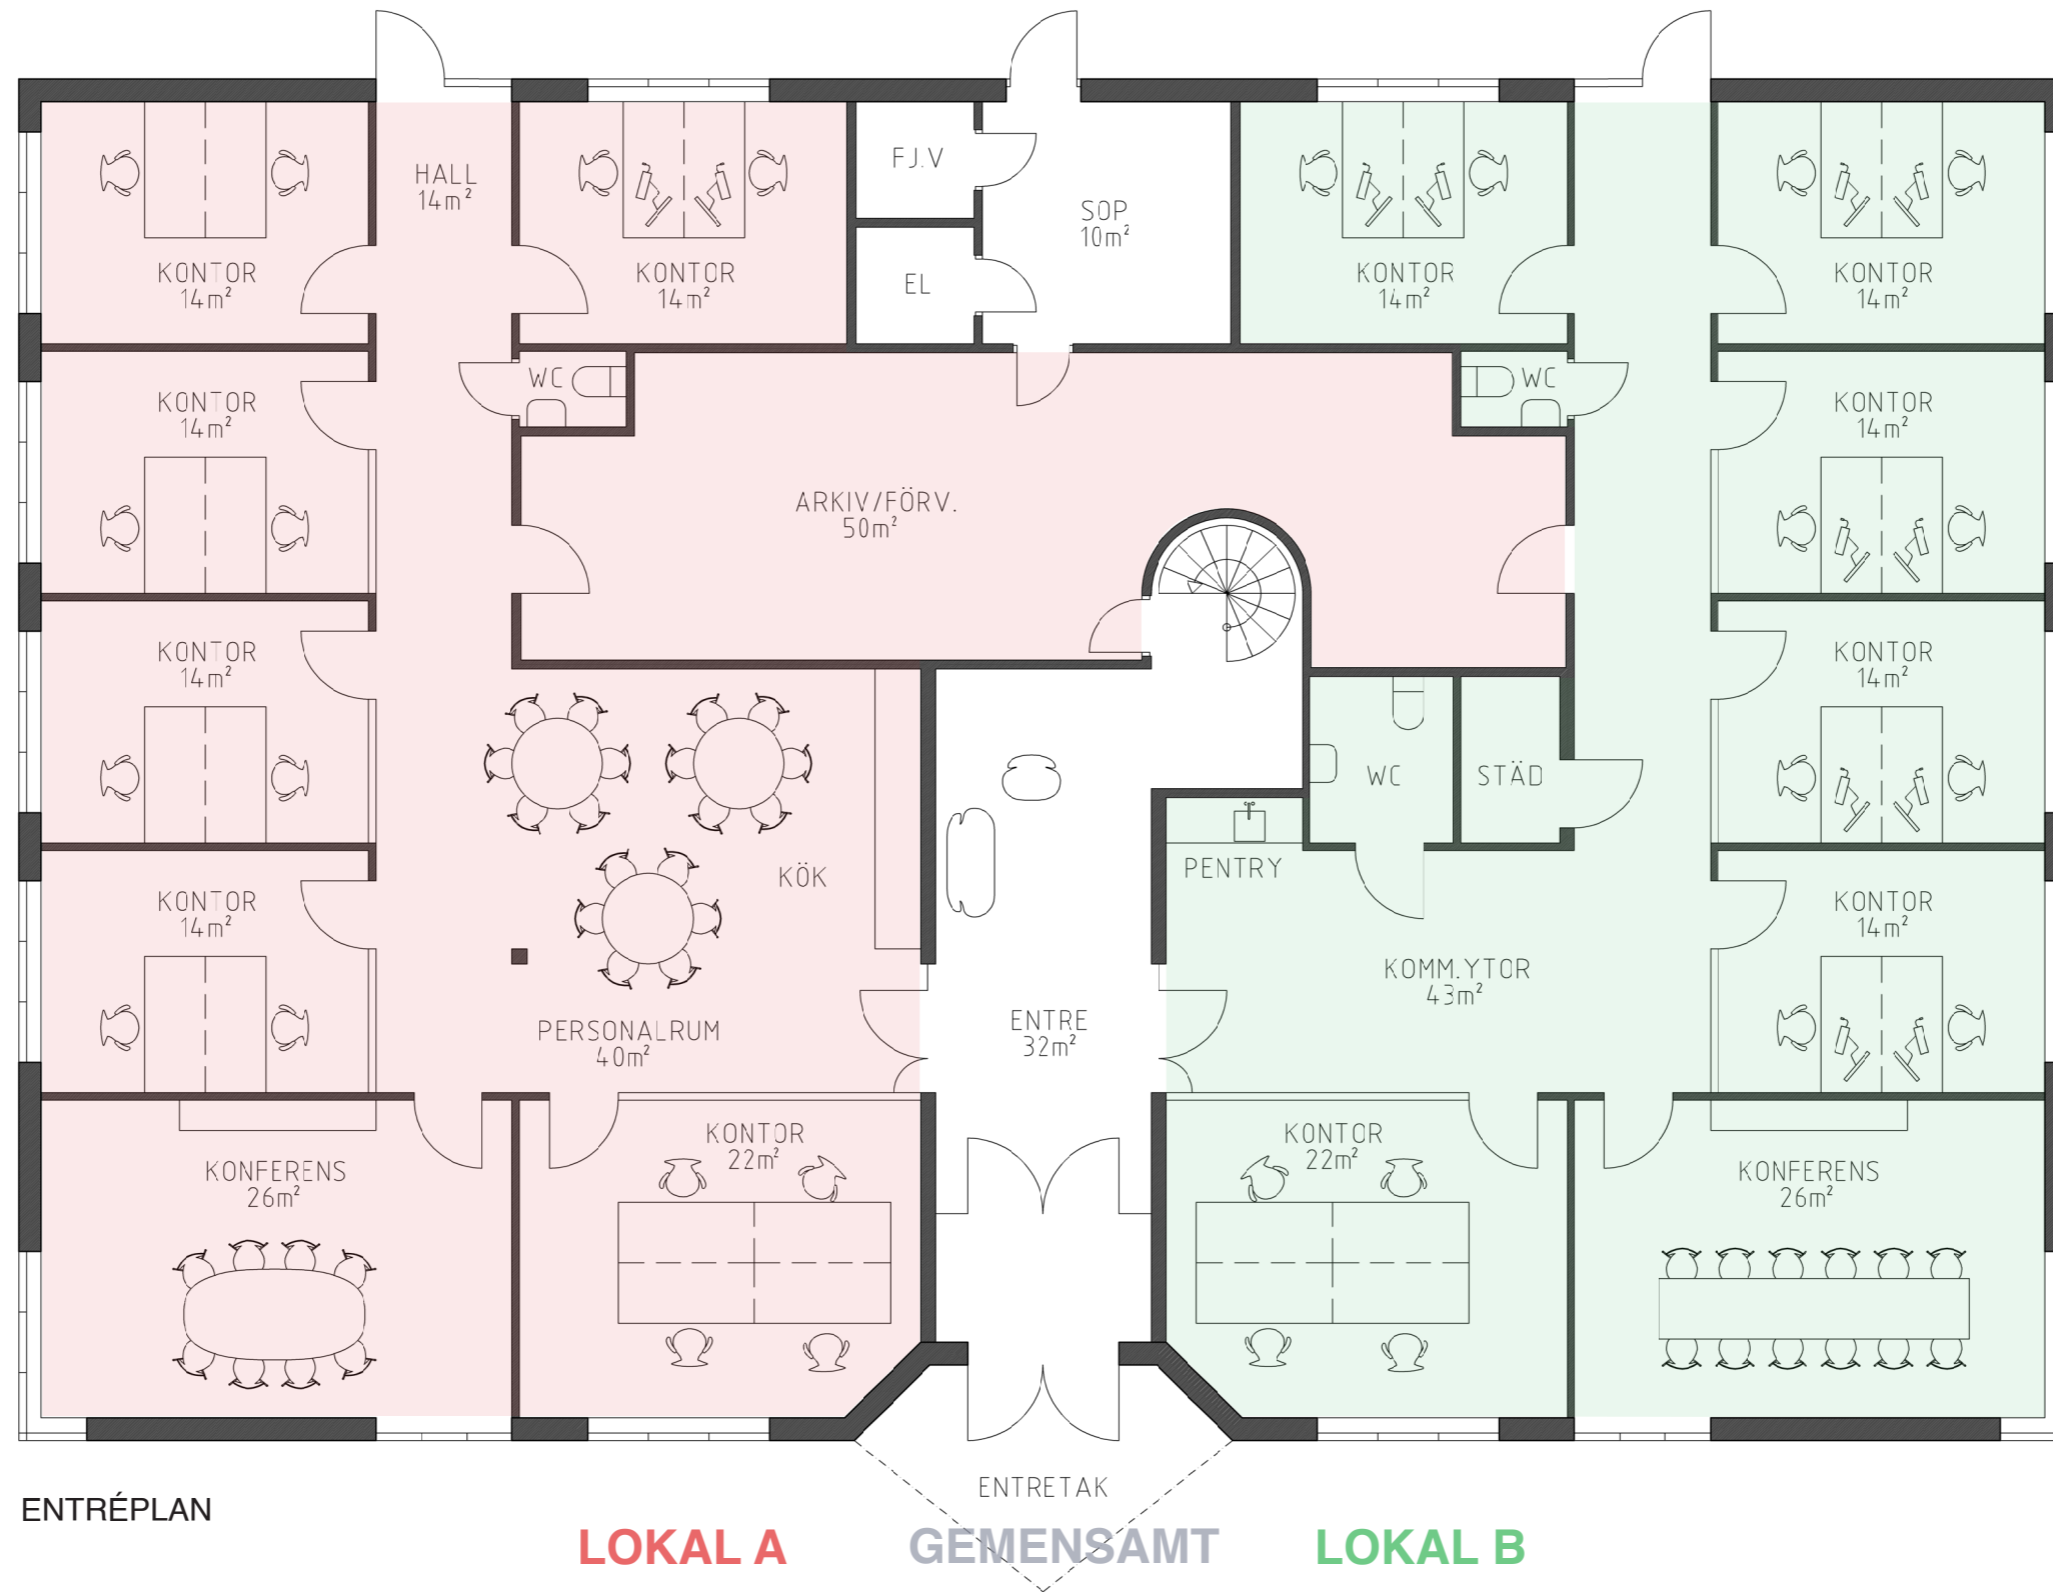 HALL
14m²
FJ.V
SOP
10m²
EL
KONTOR
14m²
KONTOR
14m²
KONTOR
14m²
KONTOR
14m²
WC
WC
KONTOR
14m²
KONTOR
14m²
ARKIV/FÖRV.
50m²
KONTOR
14m²
KONTOR
14m²
WC
STÄD
PENTRY
KÖK
KONTOR
14m²
KONTOR
14m²
KOMM.YTOR
43m²
PERSONALRUM
40m²
ENTRE
32m²
KONTOR
22m²
KONTOR
22m²
KONFERENS
26m²
KONFERENS
26m²
ENTRETAK
ENTRÉPLAN
LOKAL A
GEMENSAMT
LOKAL B